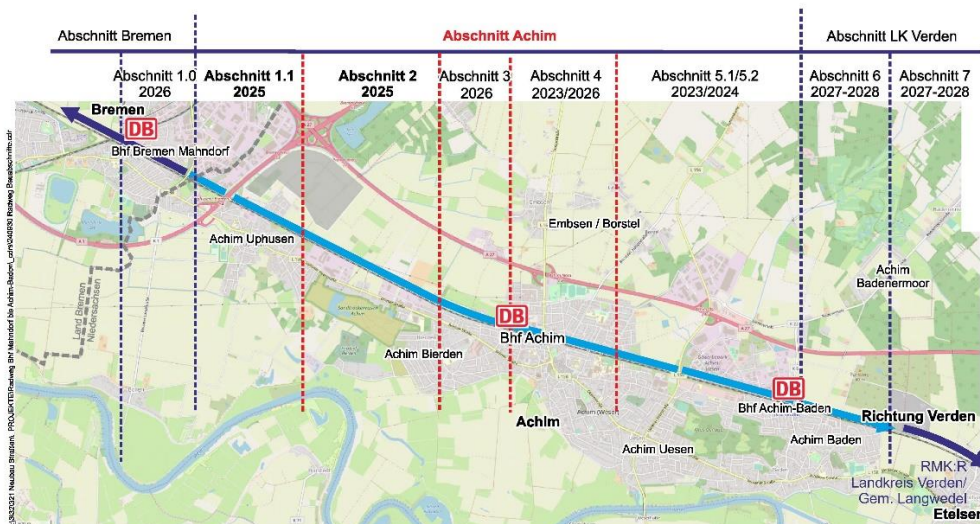 Abschnitt Bremen
Abschnitt Achim
Abschnitt LK Verden
Abschnitt 1.0
2026
Abschnitt 1.1
2025
Abschnitt 2
2025
Abschnitt 3
2026
Abschnitt 4
2023/2026
Abschnitt 5.1/5.2
2023/2024
Abschnitt 6
2027-2028
Abschnitt 7
2027-2028
Bremen
DB
Bhf Bremen Mahndorf
Embsen / Borstel
Achim Uphusen
Achim
Badenermoor
Land Bremen
Niedersachsen
DB
Bhf Achim
Achim Bierden
DB
Bhf Achim-Baden
Richtung Verden
Achim
Achim Uesen
Achim Baden
RMK:R
Landkreis Verden/
Gem. Langwedel
Etelsen